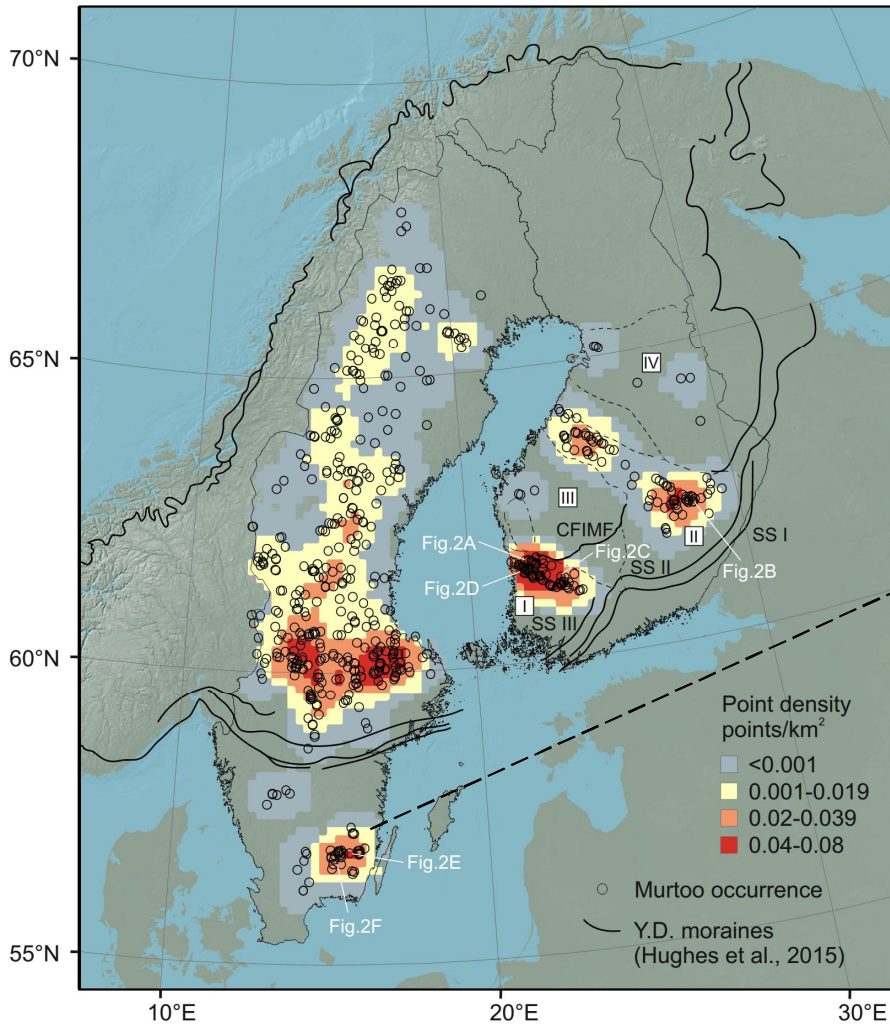 70°N
65°N
60°N
55°N
10°E
20°E
30°E
IV
III
CFIMF
II
SS I
SS II
Fig.2A
Fig.2C
Fig.2B
Fig.2D
I
SS III
Fig.2E
Fig.2F
Point density
points/km²
<0.001
0.001-0.019
0.02-0.039
0.04-0.08
Murtoo occurrence
Y.D. moraines
(Hughes et al., 2015)